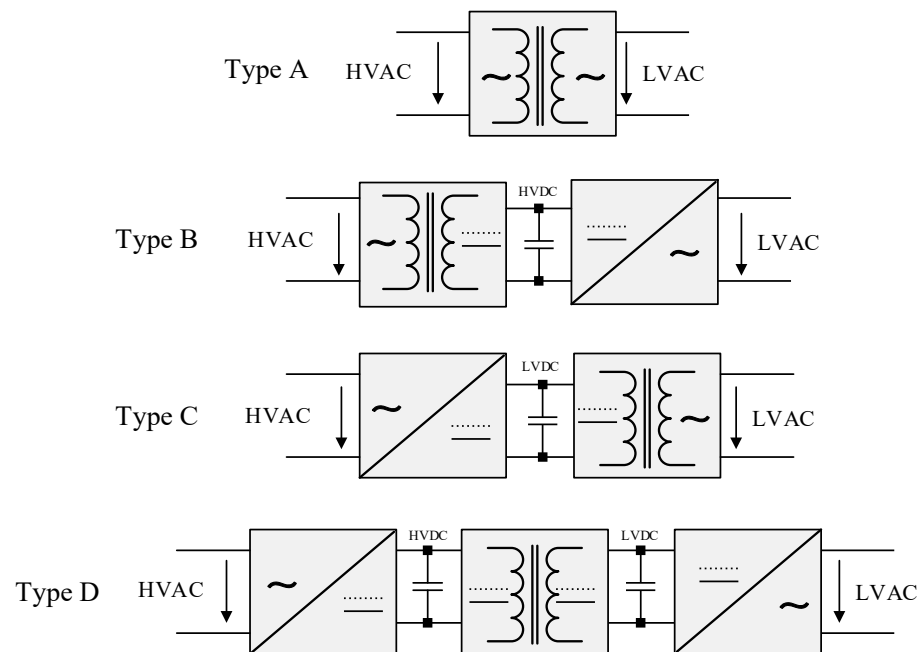 Type A
HVAC
LVAC
Type B
HVAC
HVDC
LVAC
Type C
HVAC
LVDC
LVAC
Type D
HVAC
HVDC
LVDC
LVAC